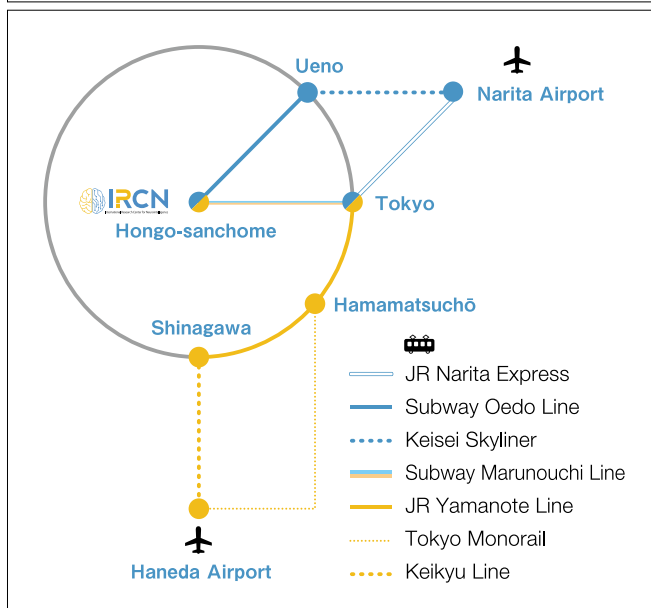 Ueno
Narita Airport
IRCN
Hongo-sanchome
Tokyo
Hamamatsuchō
Shinagawa
JR Narita Express
Subway Oedo Line
Keisei Skyliner
Subway Marunouchi Line
JR Yamanote Line
Tokyo Monorail
Keikyu Line
Haneda Airport